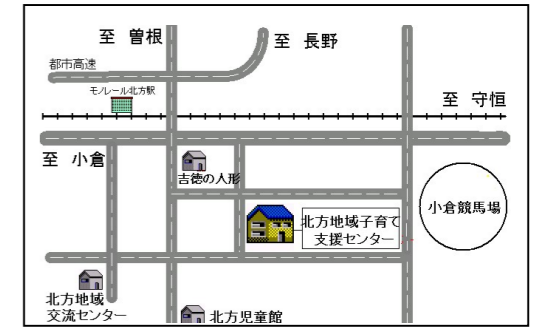 至 曽根
至 長野
都市高速
モノレール北方駅
至 守恒
至 小倉
吉徳の人形
小倉競馬場
北方地域子育て
支援センター
北方地域
交流センター
北方児童館